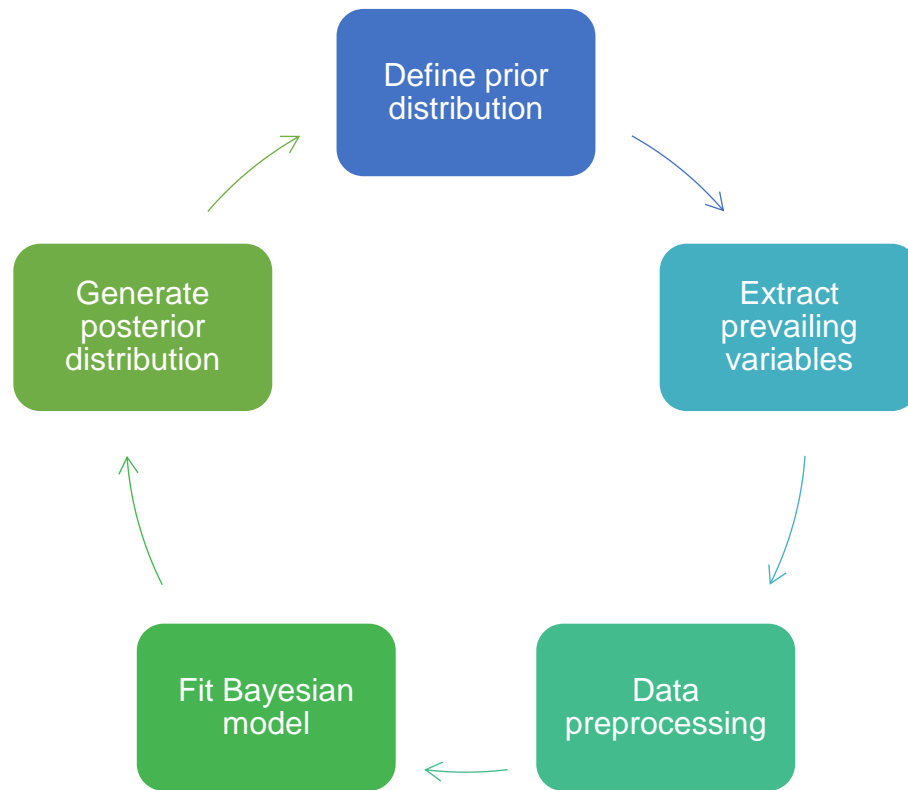 Define prior
distribution
Extract
prevailing
variables
Data
preprocessing
Fit Bayesian
model
Generate
posterior
distribution